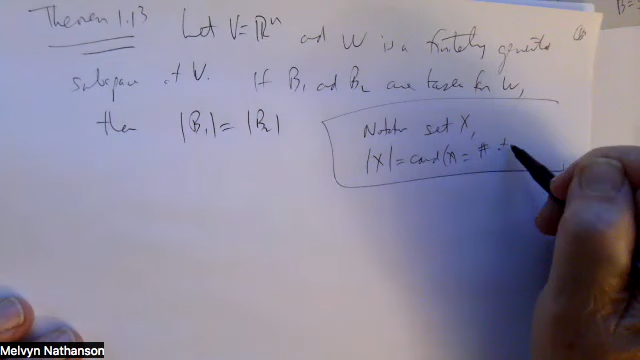 Theorem 1.13 Let V=ℝⁿ and W is a finitely generated
subspace of V. If B₁ and B₂ are bases for W,
then |B₁| = |B₂|
Notation set X,
|X| = card(X) = # of
B=
Melvyn Nathanson